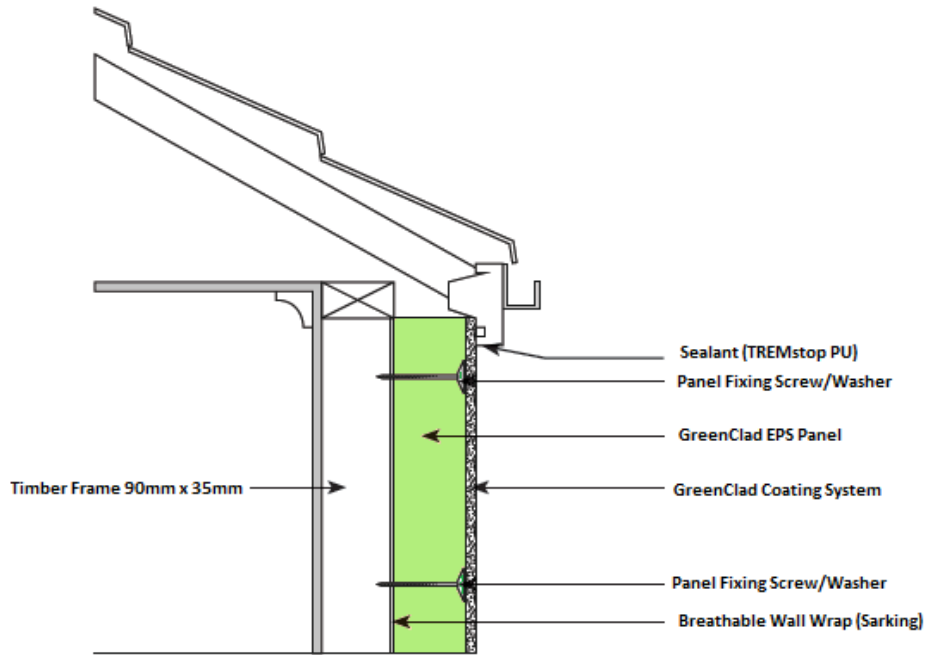 Sealant (TREMstop PU)
Panel Fixing Screw/Washer
GreenClad EPS Panel
Timber Frame 90mm x 35mm
GreenClad Coating System
Panel Fixing Screw/Washer
Breathable Wall Wrap (Sarking)